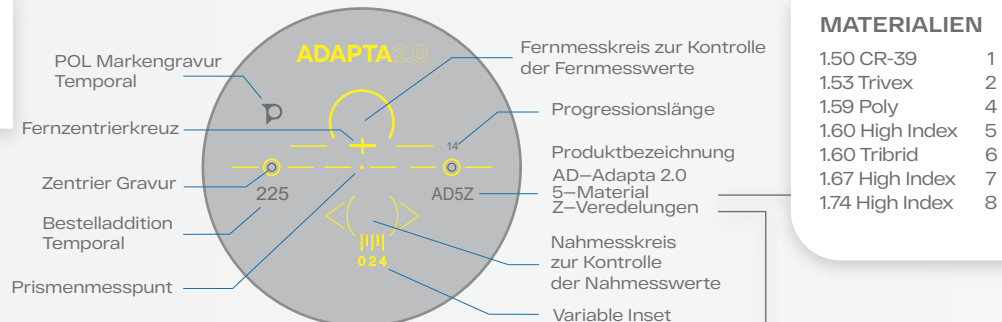 POL Markengravur
Temporal
Fernzentrierkreuz
Zentrier Gravur
Bestelladdition
Temporal
Prismenmesspunt
ADAPTA2.0
14
225
AD5Z
024
Fernmesskreis zur Kontrolle
der Fernmesswerte
Progressionslänge
Produktbezeichnung
AD–Adapta 2.0
5–Material
Z–Veredelungen
Nahmesskreis
zur Kontrolle
der Nahmesswerte
Variable Inset
MATERIALIEN
1.50 CR-39 1
1.53 Trivex 2
1.59 Poly 4
1.60 High Index 5
1.60 Tribrid 6
1.67 High Index 7
1.74 High Index 8